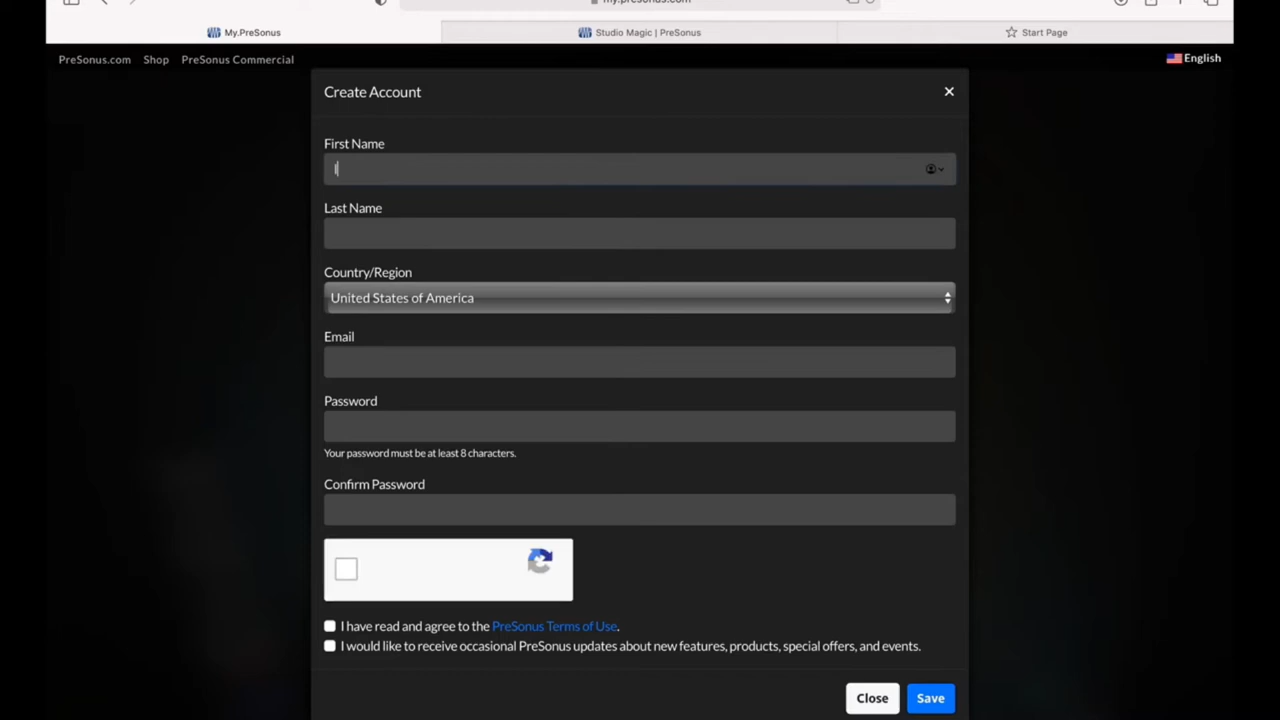 my.presonus.com
My.PreSonus
Studio Magic | PreSonus
Start Page
PreSonus.com Shop PreSonus Commercial
English
Create Account
First Name
Last Name
Country/Region
United States of America
Email
Password
Your password must be at least 8 characters.
Confirm Password
I have read and agree to the PreSonus Terms of Use.
I would like to receive occasional PreSonus updates about new features, products, special offers, and events.
Close
Save